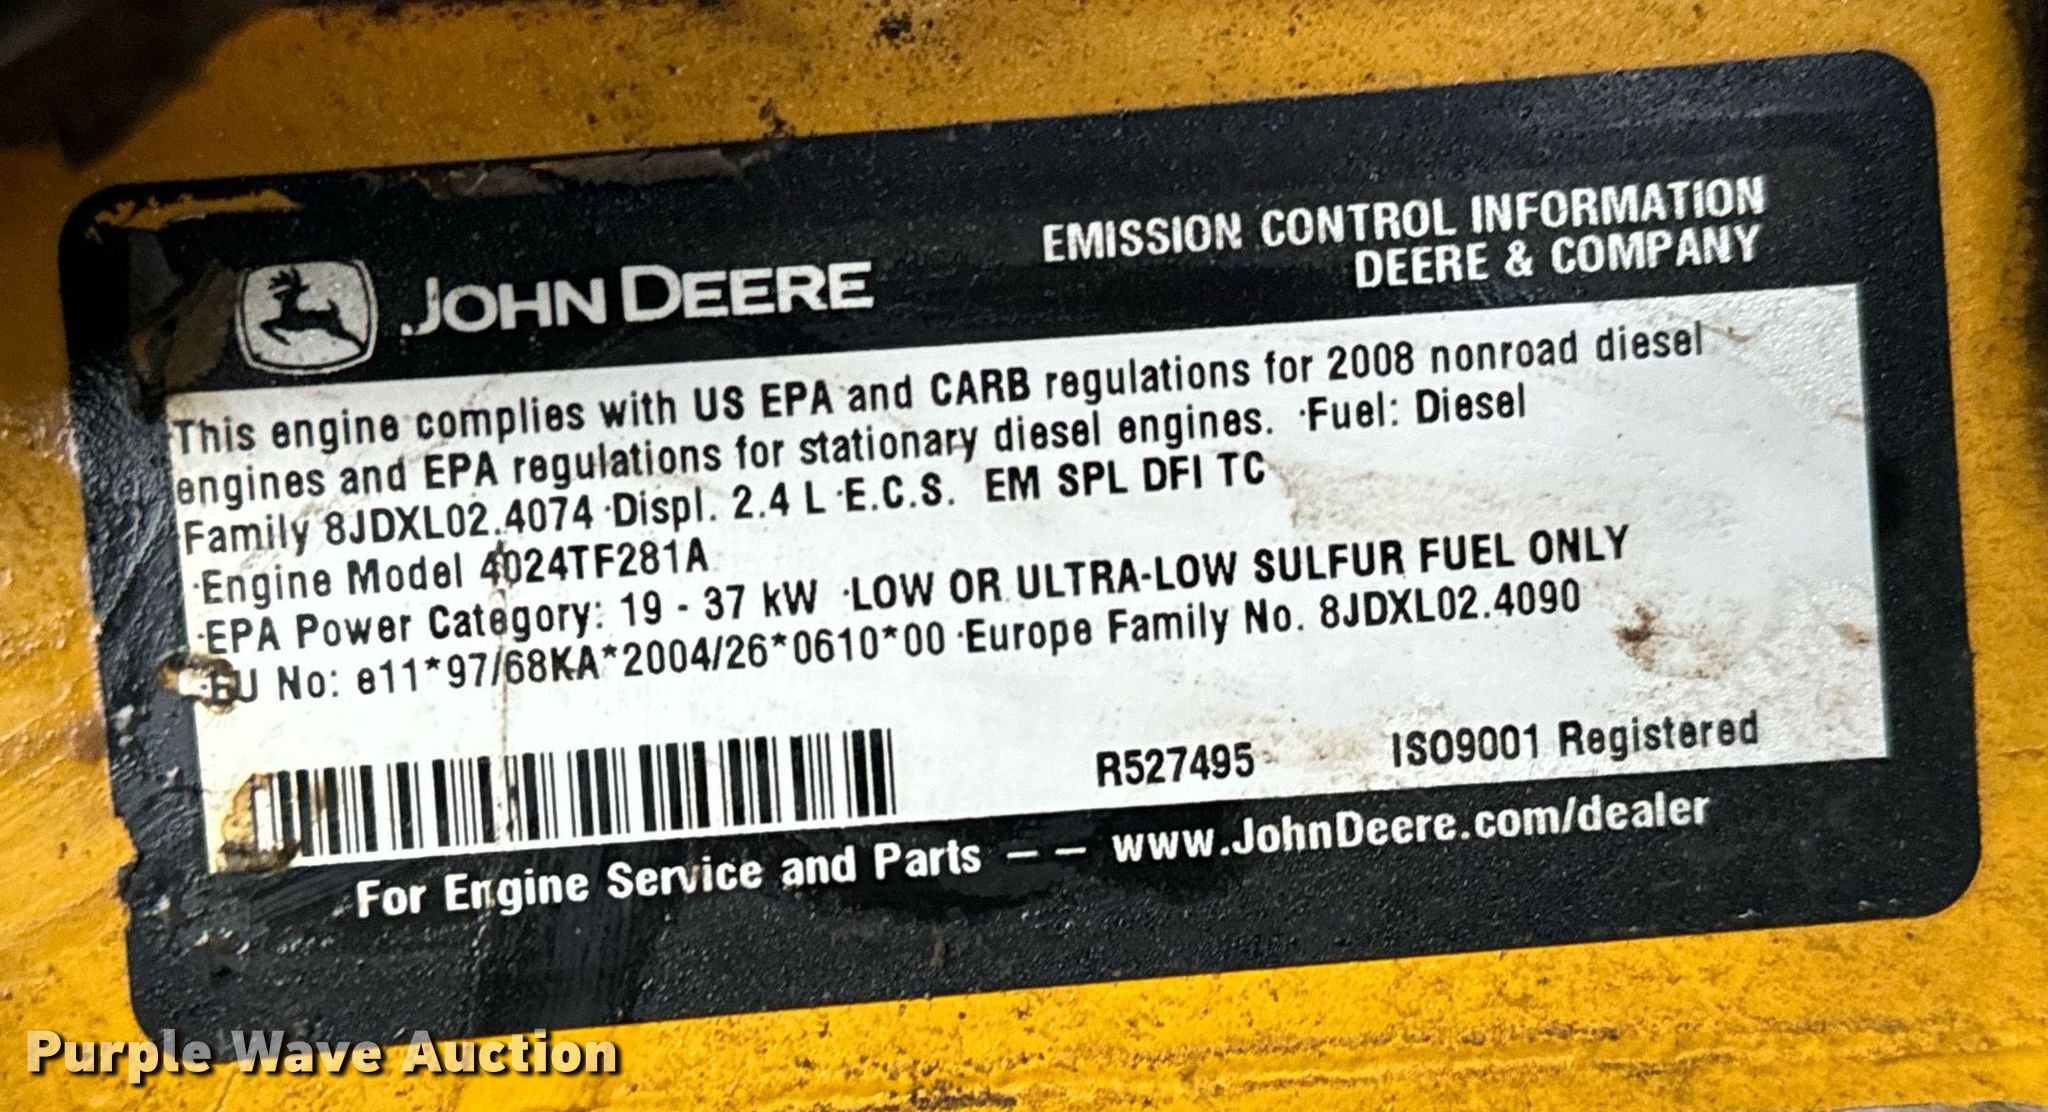 EMISSION CONTROL INFORMATION
DEERE & COMPANY
JOHN DEERE
This engine complies with US EPA and CARB regulations for 2008 nonroad diesel
engines and EPA regulations for stationary diesel engines. ·Fuel: Diesel
Family 8JDXL02.4074 ·Displ. 2.4 L ·E.C.S. EM SPL DFI TC
·Engine Model 4024TF281A
·EPA Power Category: 19 - 37 kW ·LOW OR ULTRA-LOW SULFUR FUEL ONLY
·EU No: e11*97/68KA*2004/26*0610*00 ·Europe Family No. 8JDXL02.4090
R527495 ISO9001 Registered
For Engine Service and Parts – – www.JohnDeere.com/dealer
Purple Wave Auction